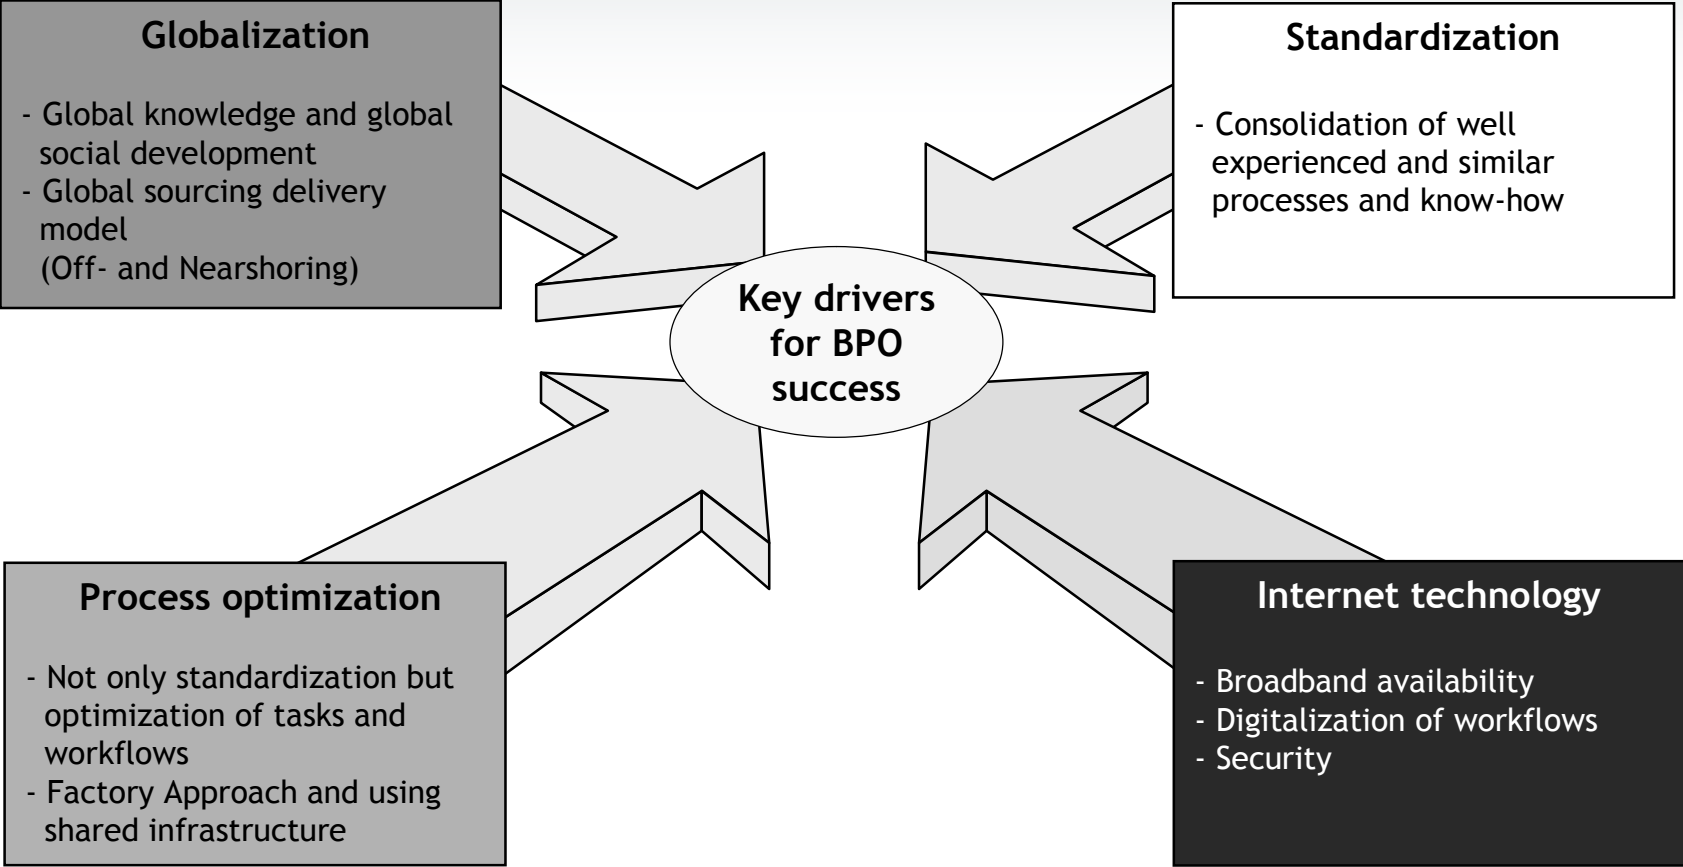 Globalization
- Global knowledge and global
social development
- Global sourcing delivery
model
(Off- and Nearshoring)
Standardization
- Consolidation of well
experienced and similar
processes and know-how
Key drivers
for BPO
success
Process optimization
- Not only standardization but
optimization of tasks and
workflows
- Factory Approach and using
shared infrastructure
Internet technology
- Broadband availability
- Digitalization of workflows
- Security